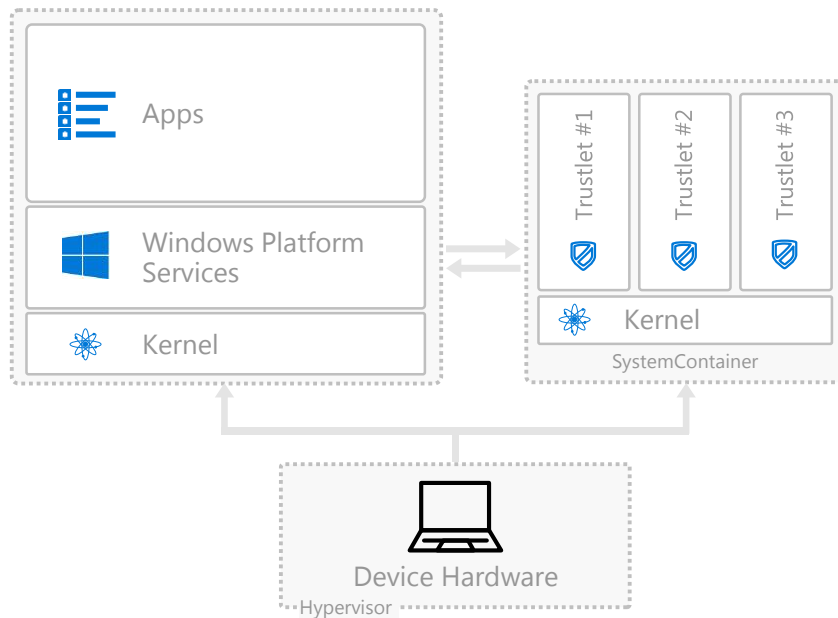 Apps
Windows Platform
Services
Kernel
Trustlet #1
Trustlet #2
Trustlet #3
Kernel
SystemContainer
Device Hardware
Hypervisor